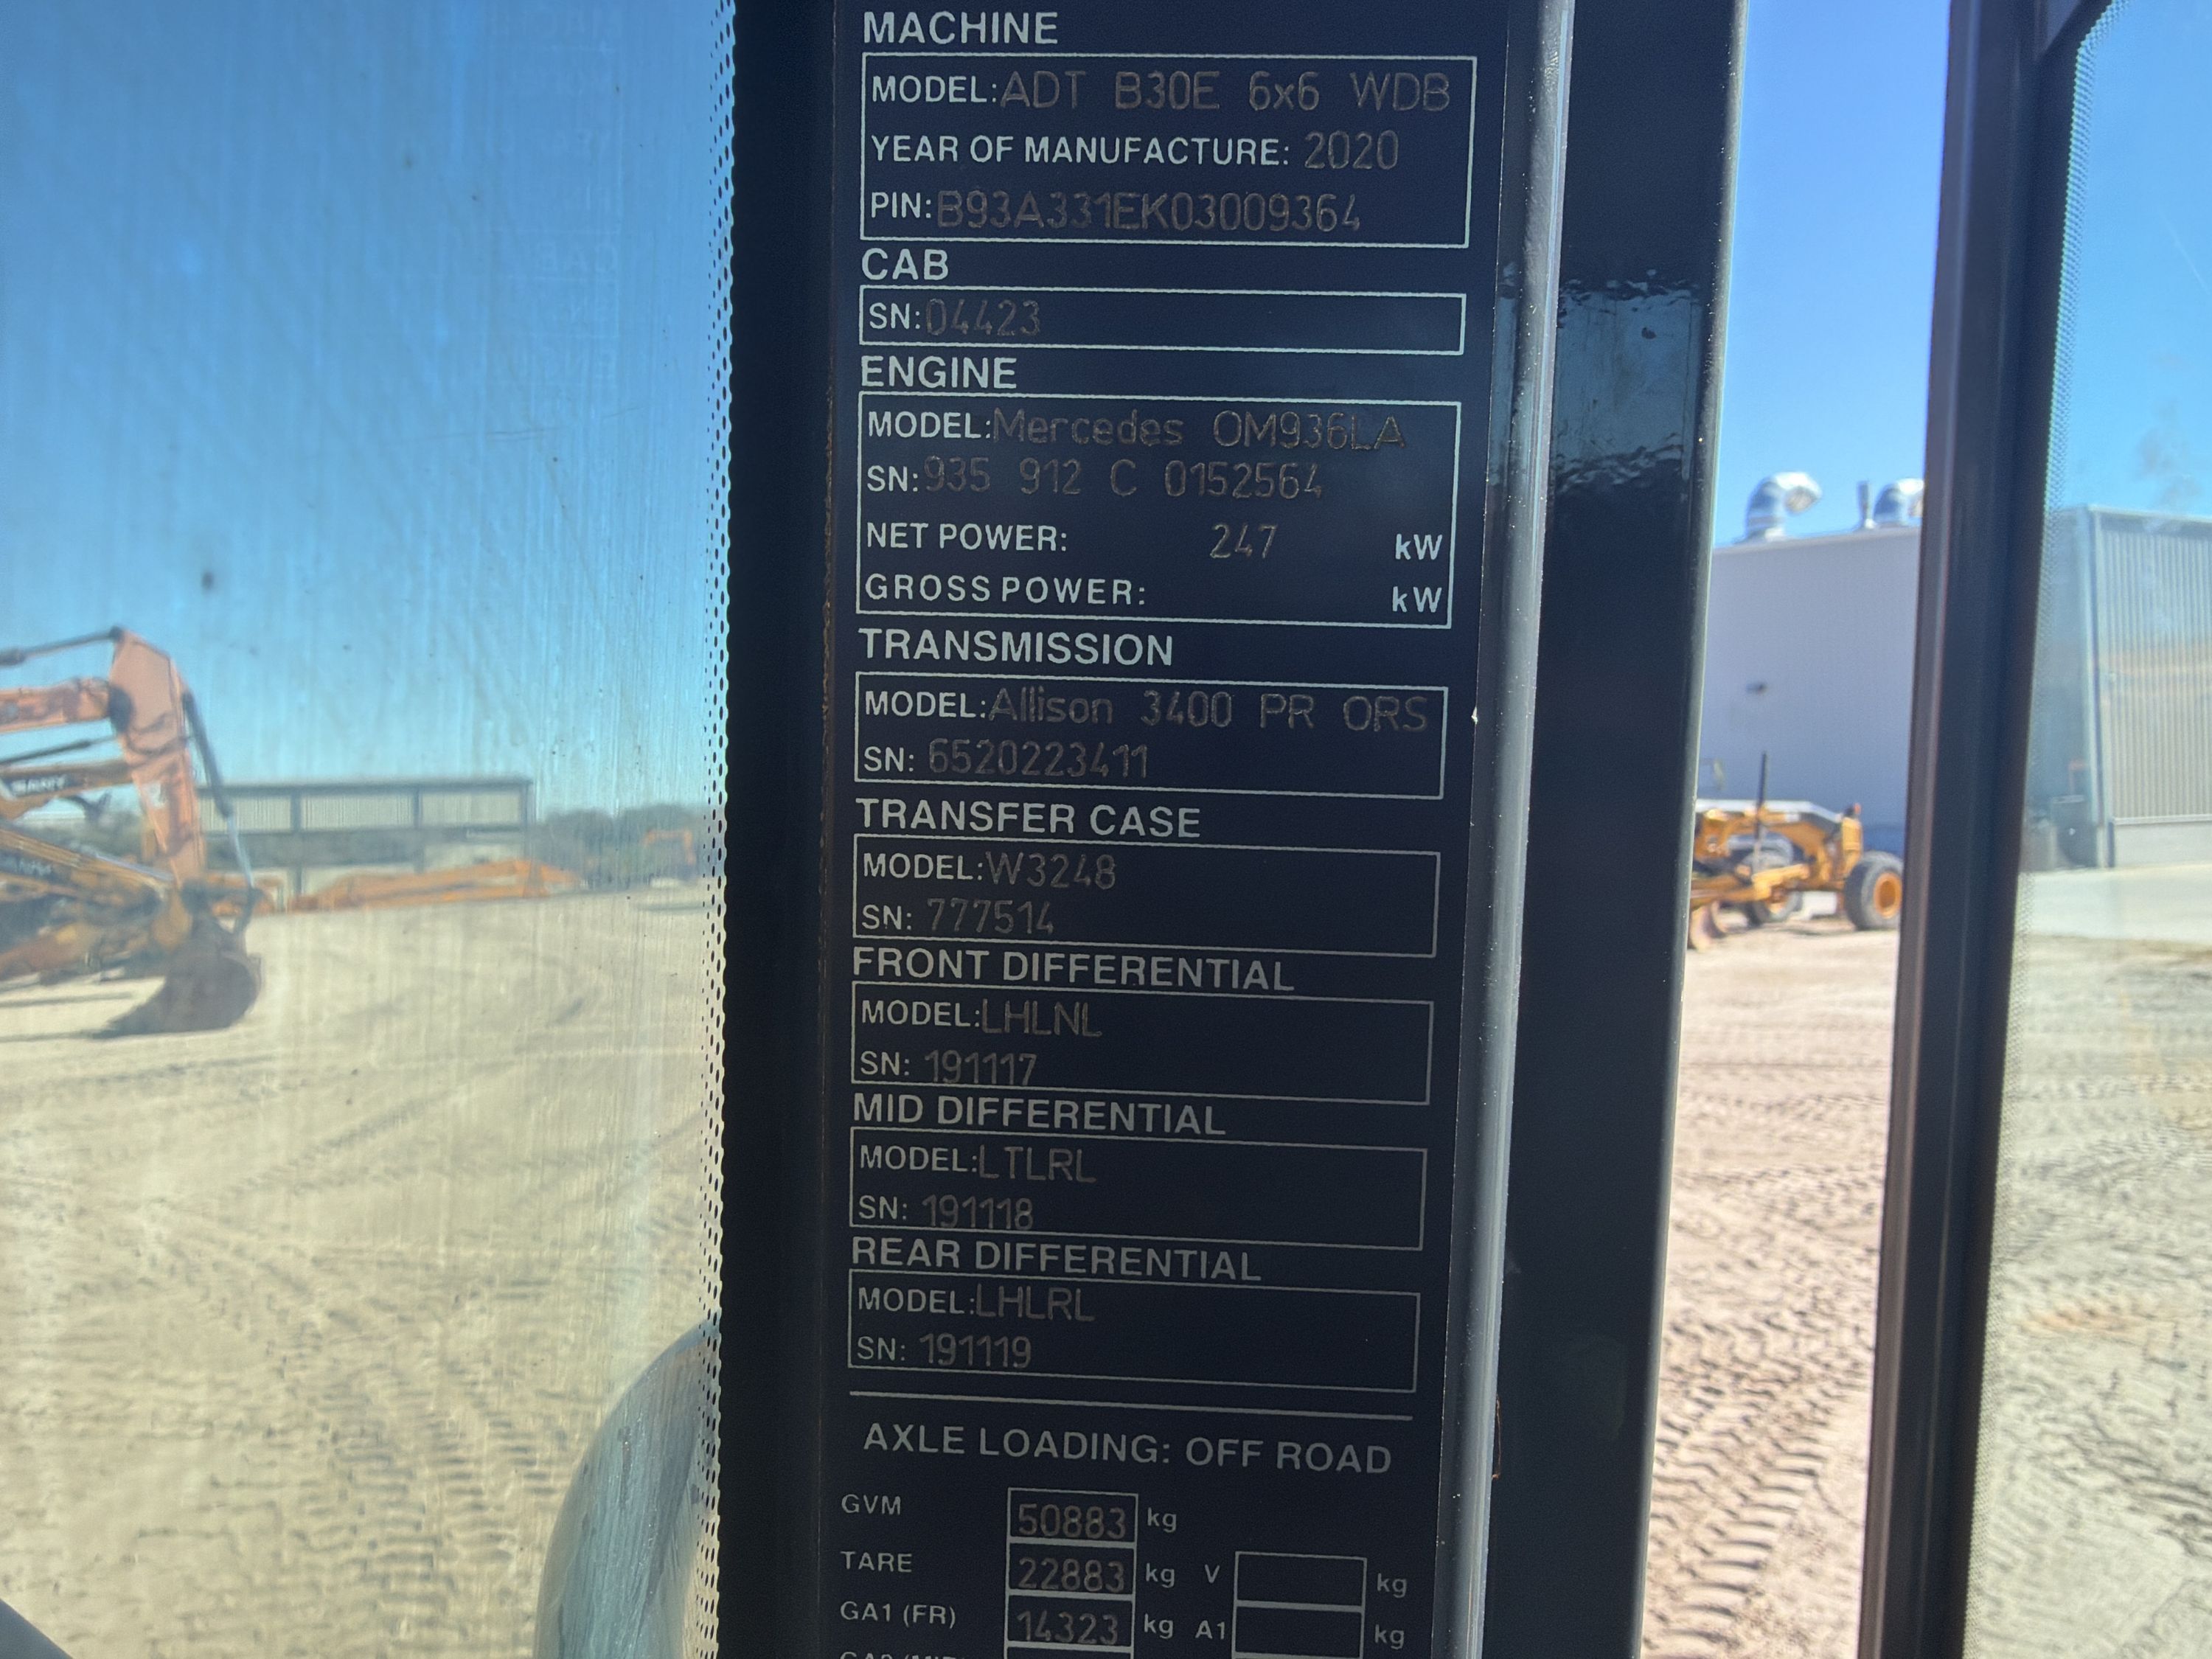 MACHINE
MODEL: ADT B30E 6x6 WDB
YEAR OF MANUFACTURE: 2020
PIN: B93A331EK03009364
CAB
SN: 04423
ENGINE
MODEL: Mercedes OM936LA
SN: 935 912 C 0152564
NET POWER: 247 kW
GROSS POWER: kW
TRANSMISSION
MODEL: Allison 3400 PR ORS
SN: 6520223411
TRANSFER CASE
MODEL: W3248
SN: 777514
FRONT DIFFERENTIAL
MODEL: LHLNL
SN: 191117
MID DIFFERENTIAL
MODEL: LTLRL
SN: 191118
REAR DIFFERENTIAL
MODEL: LHLRL
SN: 191119
AXLE LOADING: OFF ROAD
GVM 50883 kg
TARE 22883 kg V kg
GA1 (FR) 14323 kg A1 kg